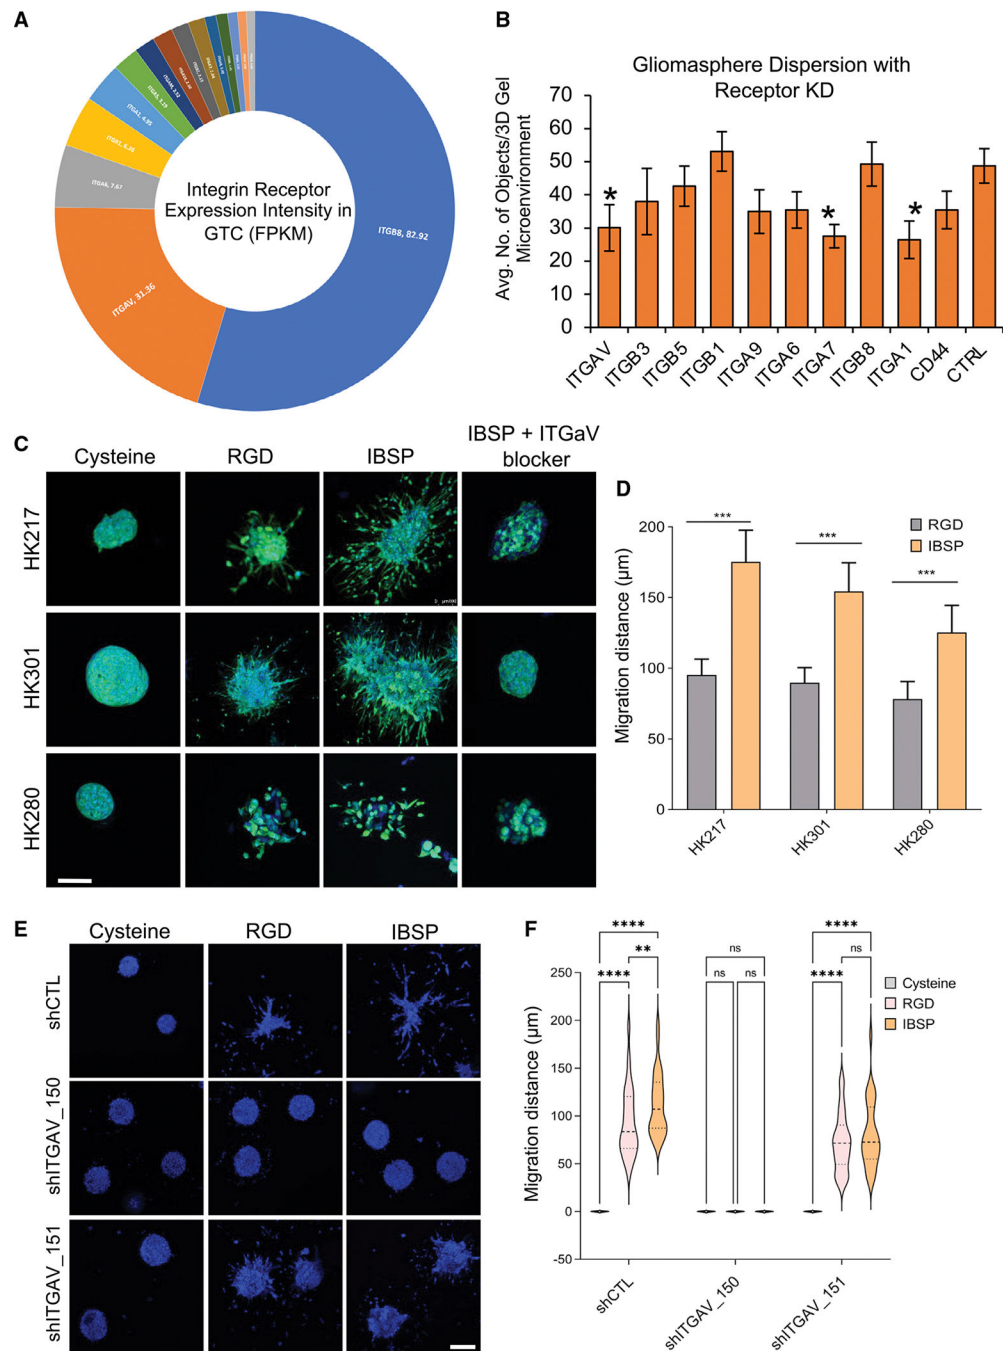 A
Integrin Receptor
Expression Intensity in
GTC (FPKM)
ITGB8, 82.92
ITGAV, 31.36
ITGA6, 7.67
ITGA1, 4.95
B
Gliomasphere Dispersion with
Receptor KD
Avg. No. of Objects/3D Gel
Microenvironment
70
60
50
40
30
20
10
0
*
*
*
ITGAV
ITGB3
ITGB5
ITGB1
ITGA9
ITGA6
ITGA7
ITGB8
ITGA1
CD44
CTRL
C
Cysteine
RGD
IBSP
IBSP + ITGaV
blocker
HK217
HK301
HK280
D
Migration distance (μm)
200
150
100
50
0
***
***
***
RGD
IBSP
HK217
HK301
HK280
E
Cysteine
RGD
IBSP
shCTL
shITGAV_150
shITGAV_151
F
Migration distance (μm)
250
200
150
100
50
0
-50
****
**
****
ns
ns
ns
****
ns
****
Cysteine
RGD
IBSP
shCTL
shITGAV_150
shITGAV_151